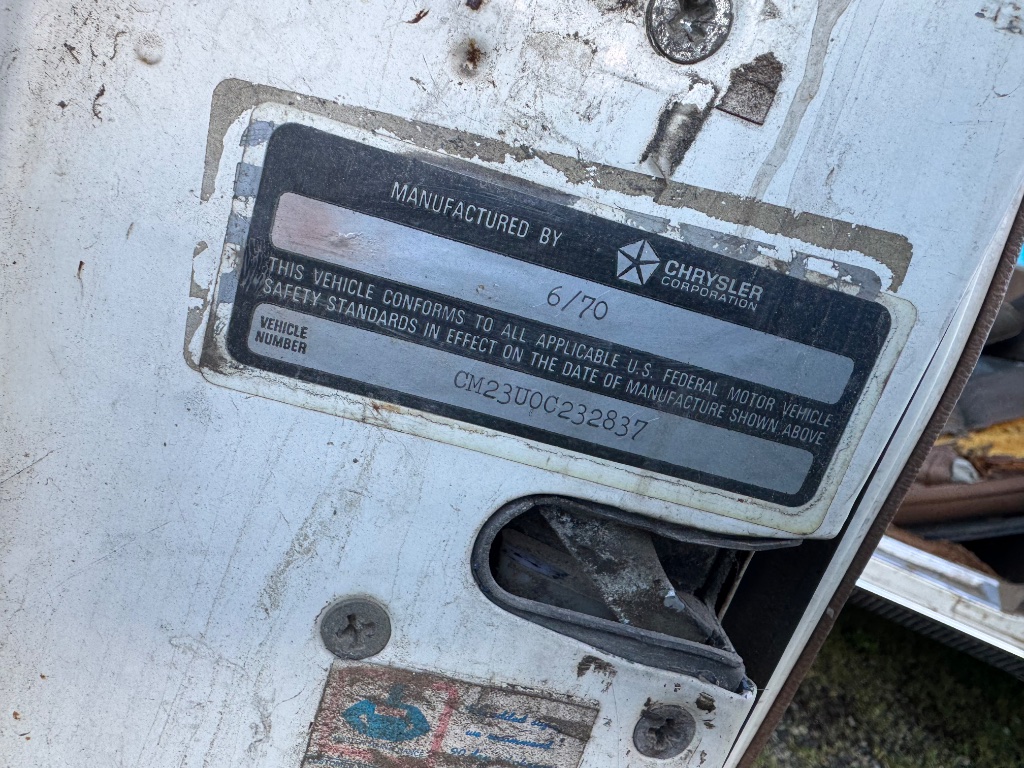 MANUFACTURED BY
CHRYSLER
CORPORATION
6/70
THIS VEHICLE CONFORMS TO ALL APPLICABLE U.S. FEDERAL MOTOR VEHICLE
SAFETY STANDARDS IN EFFECT ON THE DATE OF MANUFACTURE SHOWN ABOVE
VEHICLE
NUMBER
CM23U0C232837